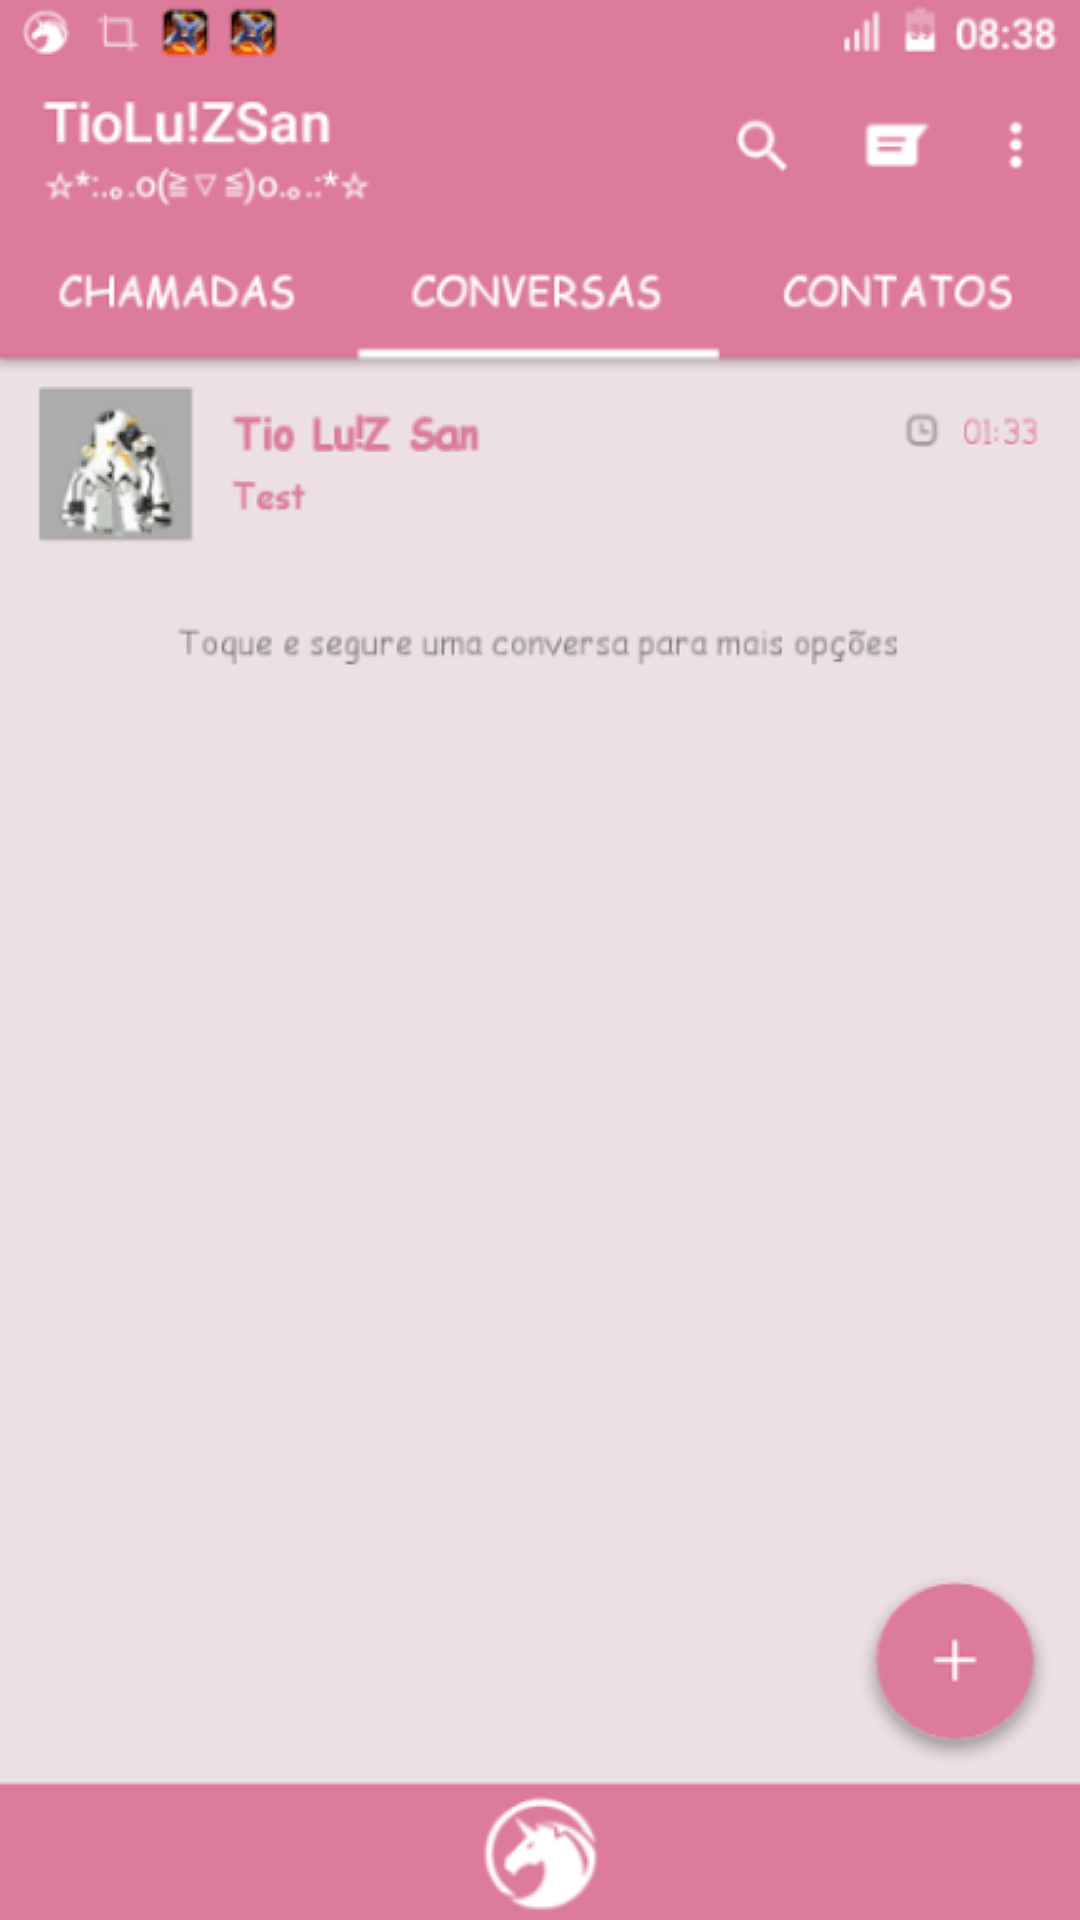 08:38
TioLu!ZSan
☆*:..｡.o(≧▽≦)o.｡.:*☆
CHAMADAS CONVERSAS CONTATOS
Tio Lu!Z San 01:33
Test
Toque e segure uma conversa para mais opções